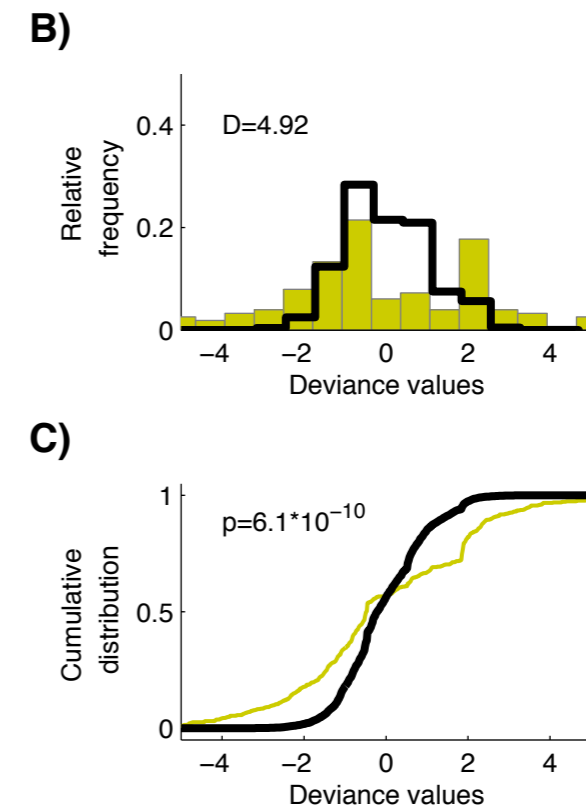 B)
Relative
frequency
0.4
0.2
0
D=4.92
−4 −2 0 2 4
Deviance values
C)
Cumulative
distribution
1
0.5
0
p=6.1*10⁻¹⁰
−4 −2 0 2 4
Deviance values